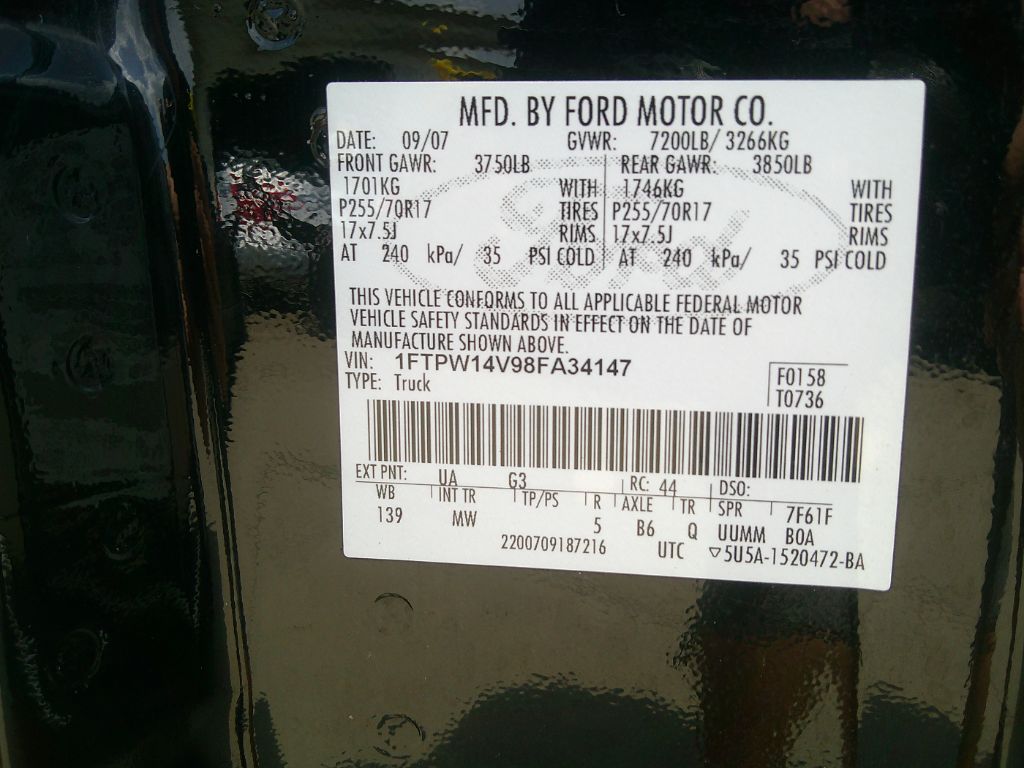 MFD. BY FORD MOTOR CO.
DATE: 09/07 GVWR: 7200LB/ 3266KG
FRONT GAWR: 3750LB REAR GAWR: 3850LB
1701KG WITH 1746KG WITH
P255/70R17 TIRES P255/70R17 TIRES
17x7.5J RIMS 17x7.5J RIMS
AT 240 kPa/ 35 PSI COLD AT 240 kPa/ 35 PSI COLD
Ford
THIS VEHICLE CONFORMS TO ALL APPLICABLE FEDERAL MOTOR
VEHICLE SAFETY STANDARDS IN EFFECT ON THE DATE OF
MANUFACTURE SHOWN ABOVE.
VIN: 1FTPW14V98FA34147
TYPE: Truck
F0158
T0736
EXT PNT: UA G3 RC: 44 DSO:
WB INT TR TP/PS R AXLE TR SPR 7F61F
139 MW 5 B6 Q UUMM BOA
2200709187216 UTC ▽5U5A-1520472-BA